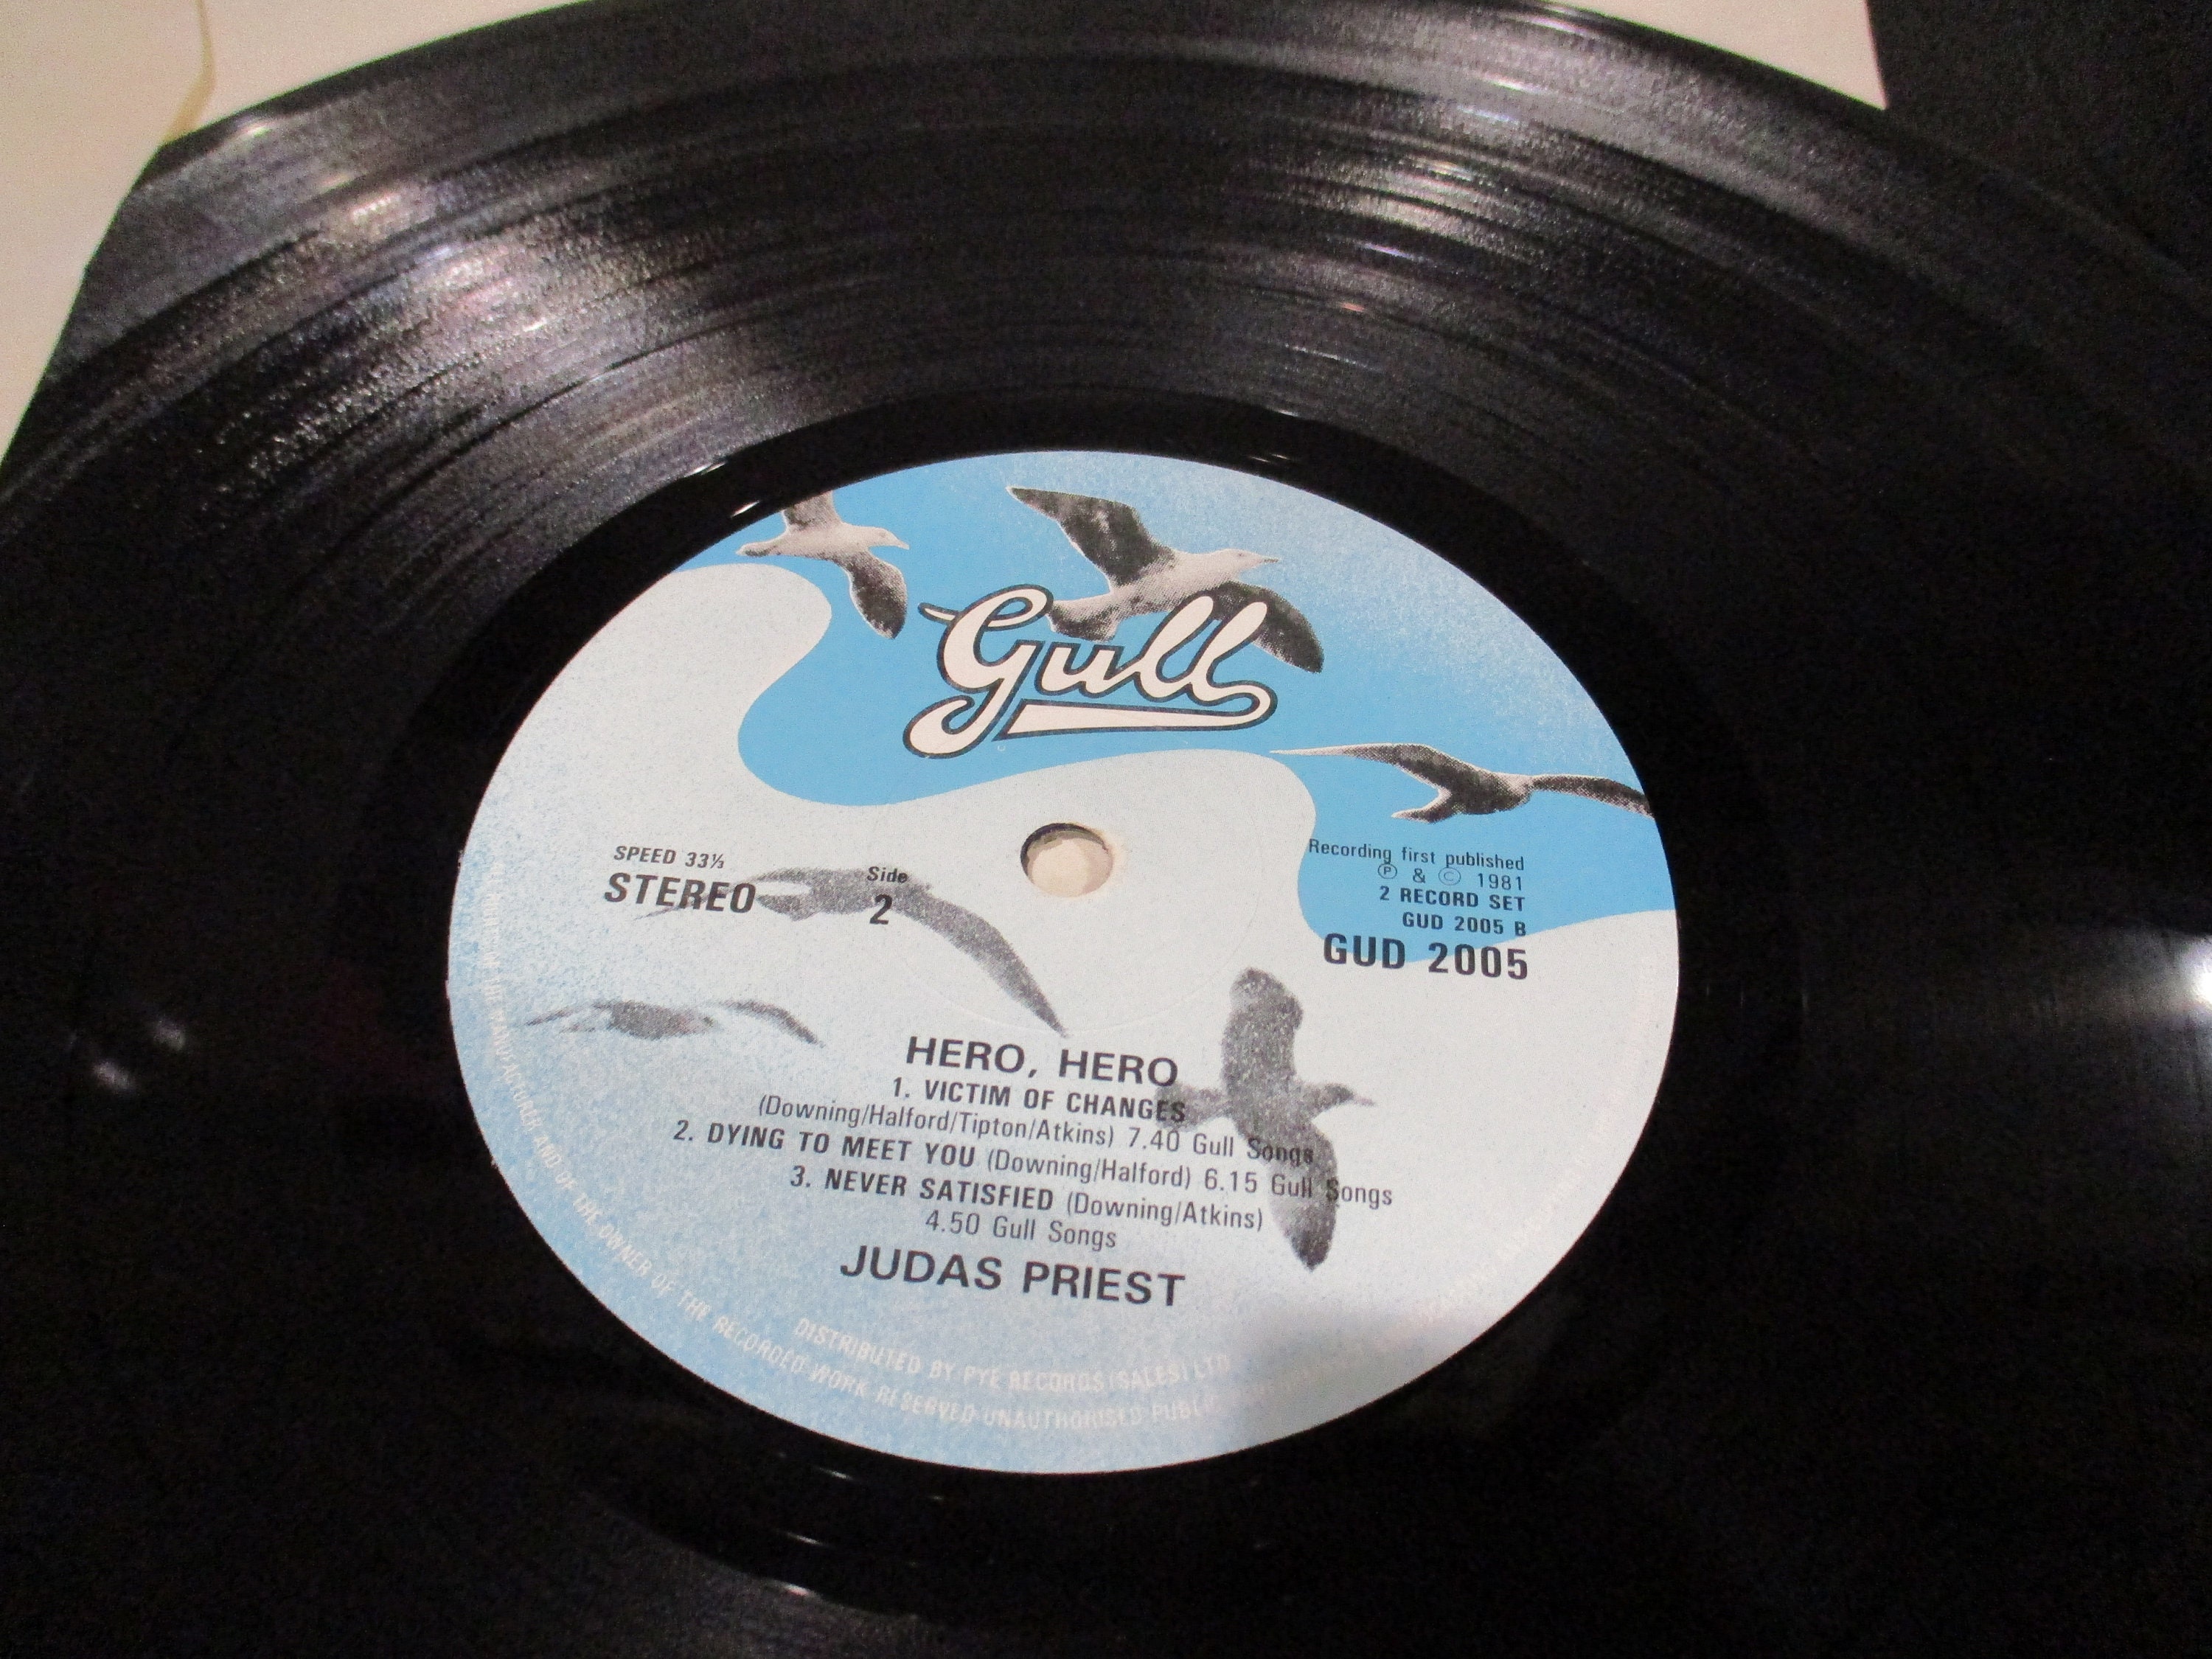 Gull
SPEED 33⅓
STEREO
Side
2
Recording first published
Ⓟ & © 1981
2 RECORD SET
GUD 2005 B
GUD 2005
HERO, HERO
1. VICTIM OF CHANGES
(Downing/Halford/Tipton/Atkins) 7.40 Gull Songs
2. DYING TO MEET YOU (Downing/Halford) 6.15 Gull Songs
3. NEVER SATISFIED (Downing/Atkins)
4.50 Gull Songs
JUDAS PRIEST
DISTRIBUTED BY PYE RECORDS (SALES) LTD
MANUFACTURER AND OF THE OWNER OF THE RECORDED WORK RESERVED UNAUTHORISED